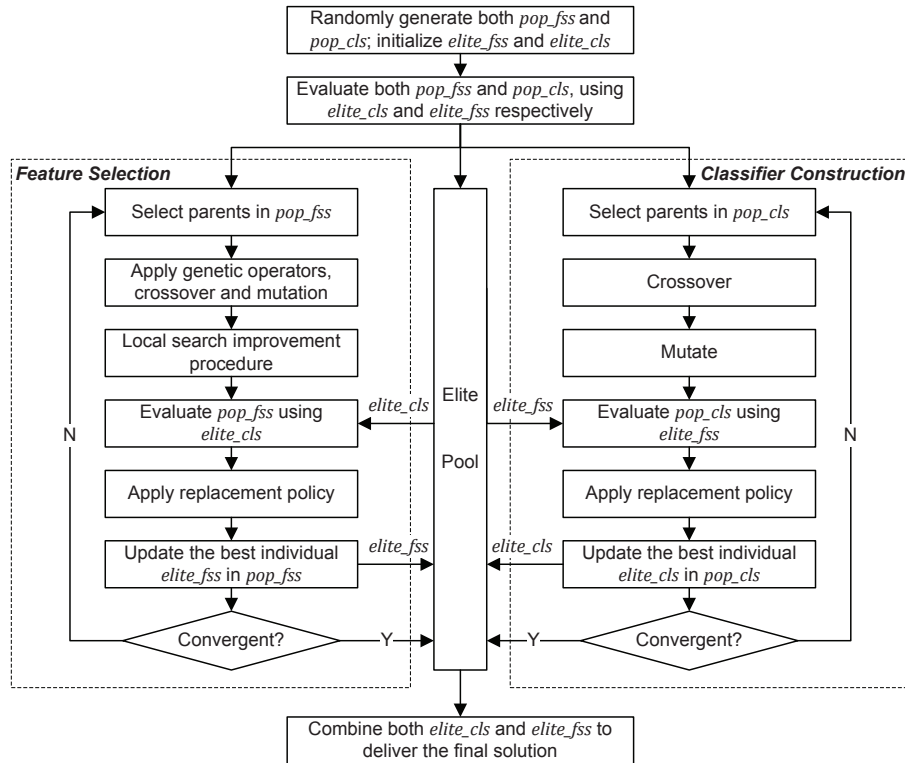 Randomly generate both pop_fss and
pop_cls; initialize elite_fss and elite_cls
Evaluate both pop_fss and pop_cls, using
elite_cls and elite_fss respectively
Feature Selection
Select parents in pop_fss
Apply genetic operators,
crossover and mutation
Local search improvement
procedure
Evaluate pop_fss using
elite_cls
Apply replacement policy
Update the best individual
elite_fss in pop_fss
Convergent?
N
Y
elite_cls
elite_fss
Elite
Pool
elite_fss
elite_cls
Classifier Construction
Select parents in pop_cls
Crossover
Mutate
Evaluate pop_cls using
elite_fss
Apply replacement policy
Update the best individual
elite_cls in pop_cls
Convergent?
Y
N
Combine both elite_cls and elite_fss to
deliver the final solution